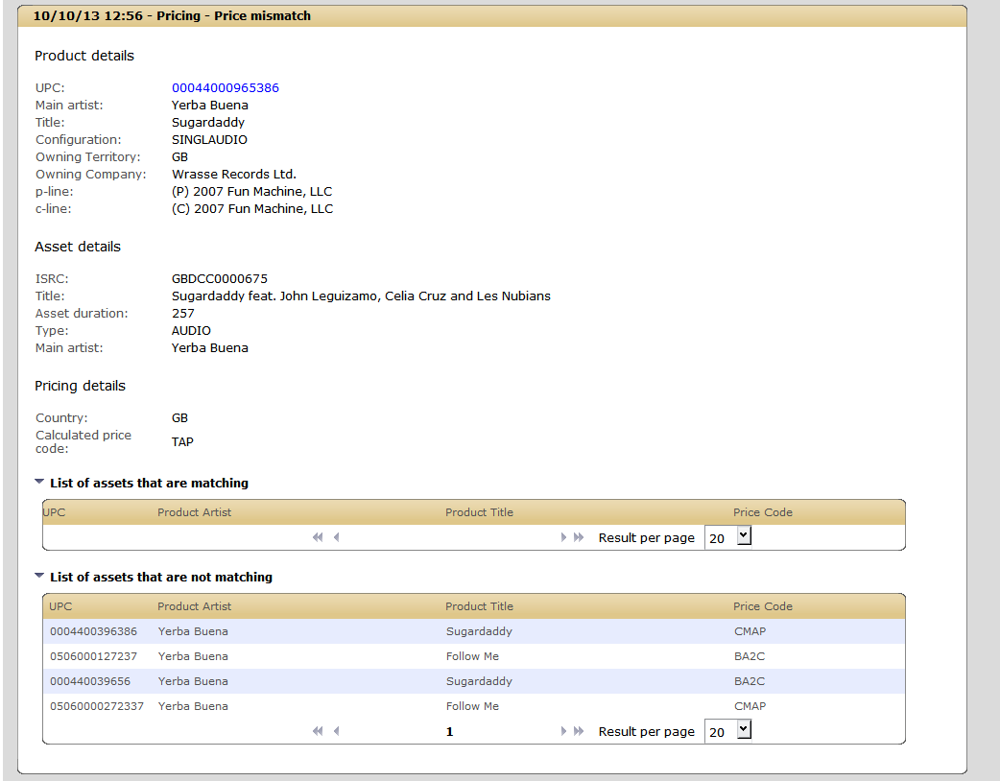 10/10/13 12:56 - Pricing - Price mismatch
Product details
UPC: 00044000965386
Main artist: Yerba Buena
Title: Sugardaddy
Configuration: SINGLAUDIO
Owning Territory: GB
Owning Company: Wrasse Records Ltd.
p-line: (P) 2007 Fun Machine, LLC
c-line: (C) 2007 Fun Machine, LLC
Asset details
ISRC: GBDCC0000675
Title: Sugardaddy feat. John Leguizamo, Celia Cruz and Les Nubians
Asset duration: 257
Type: AUDIO
Main artist: Yerba Buena
Pricing details
Country: GB
Calculated price
code: TAP
List of assets that are matching
UPC Product Artist Product Title Price Code
Result per page 20
List of assets that are not matching
UPC Product Artist Product Title Price Code
0004400396386 Yerba Buena Sugardaddy CMAP
0506000127237 Yerba Buena Follow Me BA2C
000440039656 Yerba Buena Sugardaddy BA2C
05060000272337 Yerba Buena Follow Me CMAP
1 Result per page 20